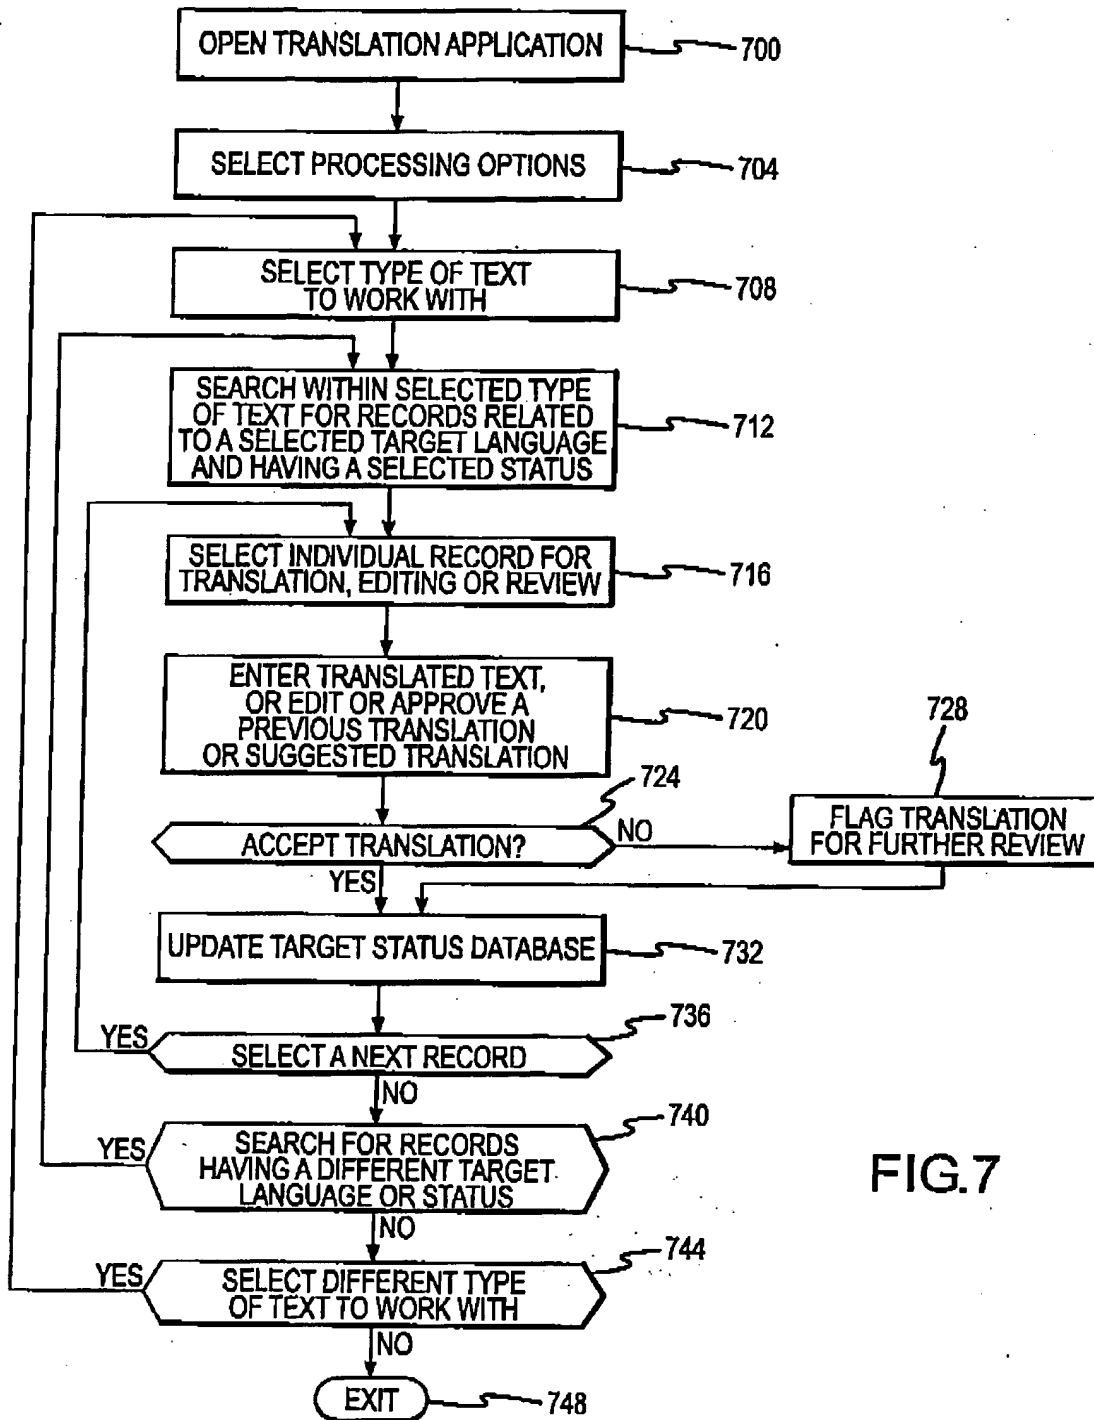 OPEN TRANSLATION APPLICATION
700
SELECT PROCESSING OPTIONS
704
SELECT TYPE OF TEXT
TO WORK WITH
708
SEARCH WITHIN SELECTED TYPE
OF TEXT FOR RECORDS RELATED
TO A SELECTED TARGET LANGUAGE
AND HAVING A SELECTED STATUS
712
SELECT INDIVIDUAL RECORD FOR
TRANSLATION, EDITING OR REVIEW
716
ENTER TRANSLATED TEXT,
OR EDIT OR APPROVE A
PREVIOUS TRANSLATION
OR SUGGESTED TRANSLATION
720
724
ACCEPT TRANSLATION?
NO
728
FLAG TRANSLATION
FOR FURTHER REVIEW
YES
UPDATE TARGET STATUS DATABASE
732
736
YES
SELECT A NEXT RECORD
NO
740
YES
SEARCH FOR RECORDS
HAVING A DIFFERENT TARGET
LANGUAGE OR STATUS
FIG.7
NO
744
YES
SELECT DIFFERENT TYPE
OF TEXT TO WORK WITH
NO
EXIT
748